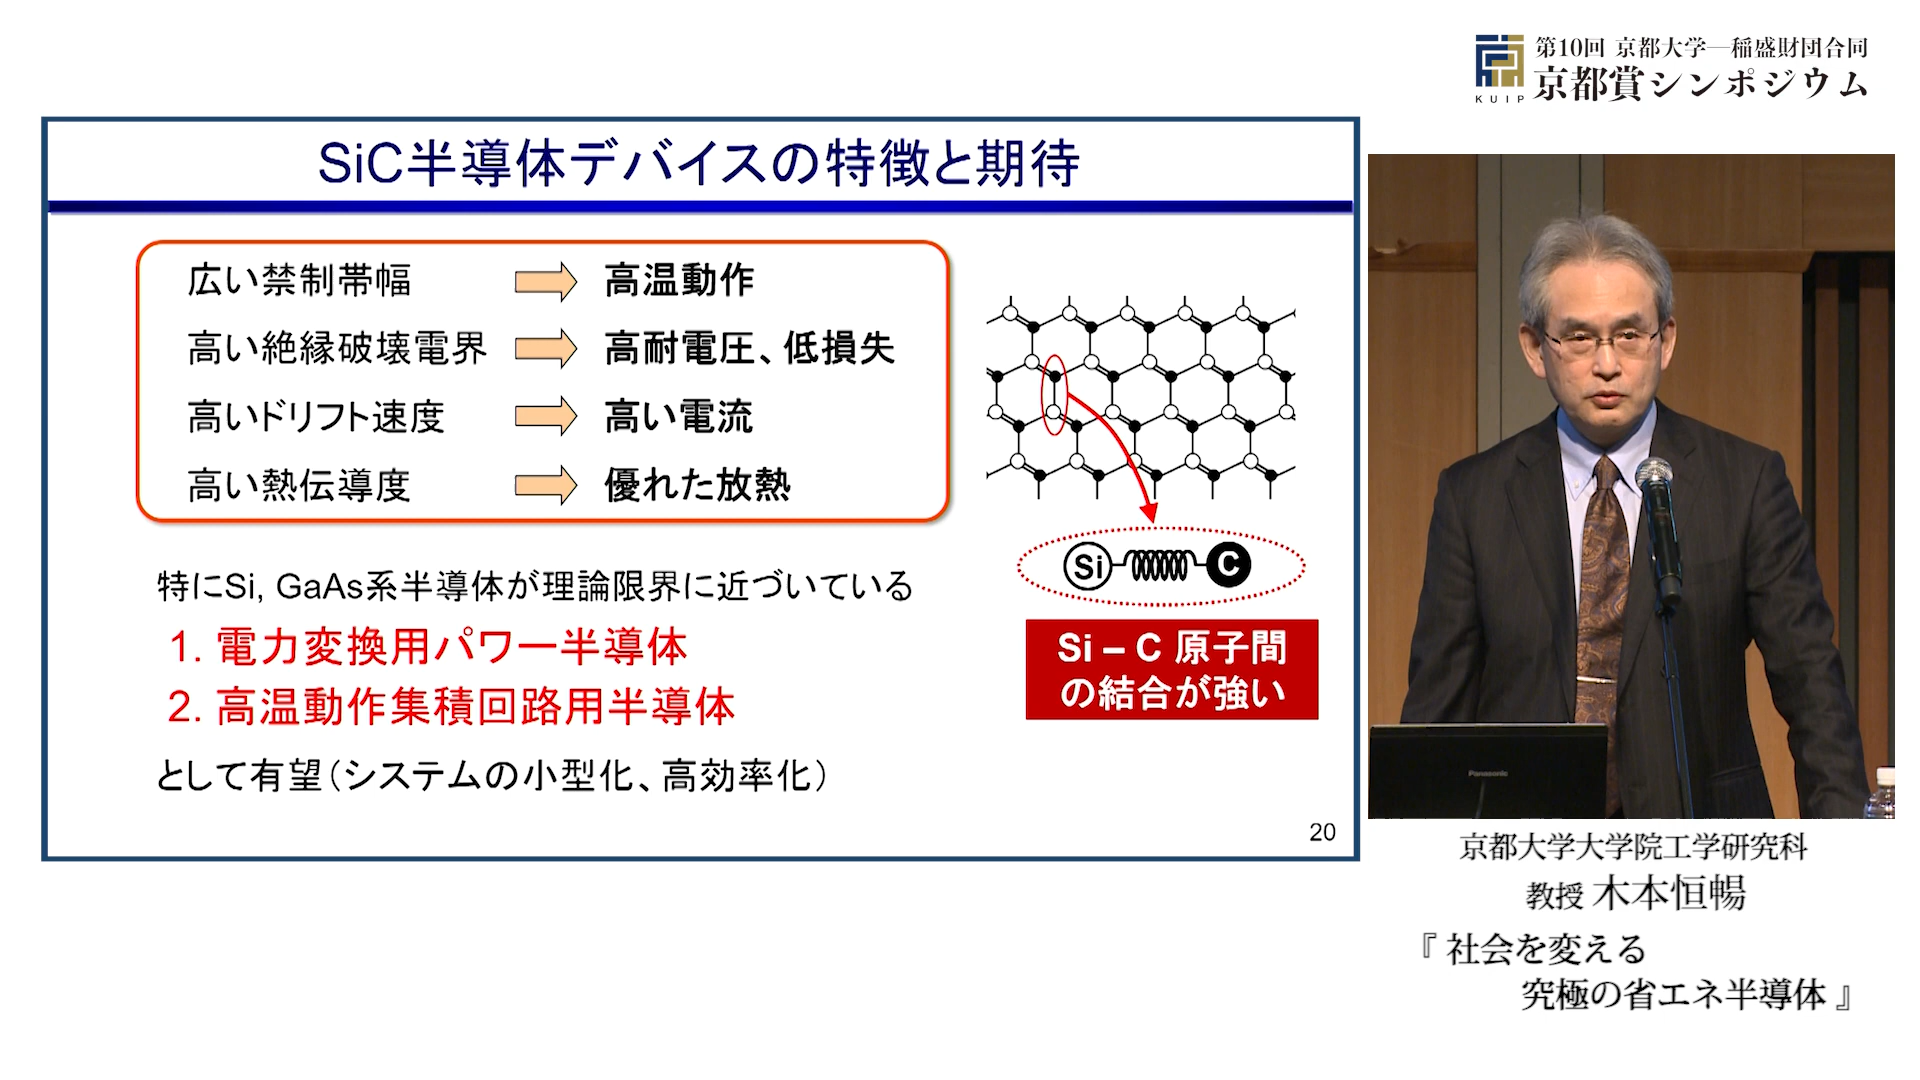 第10回 京都大学―稲盛財団合同
京都賞シンポジウム
KUIP
SiC半導体デバイスの特徴と期待
広い禁制帯幅 高温動作
高い絶縁破壊電界 高耐電圧、低損失
高いドリフト速度 高い電流
高い熱伝導度 優れた放熱
特にSi, GaAs系半導体が理論限界に近づいている
1. 電力変換用パワー半導体
2. 高温動作集積回路用半導体
として有望（システムの小型化、高効率化）
Si C
Si – C 原子間
の結合が強い
20
Panasonic
京都大学大学院工学研究科
教授 木本恒暢
『 社会を変える
究極の省エネ半導体 』